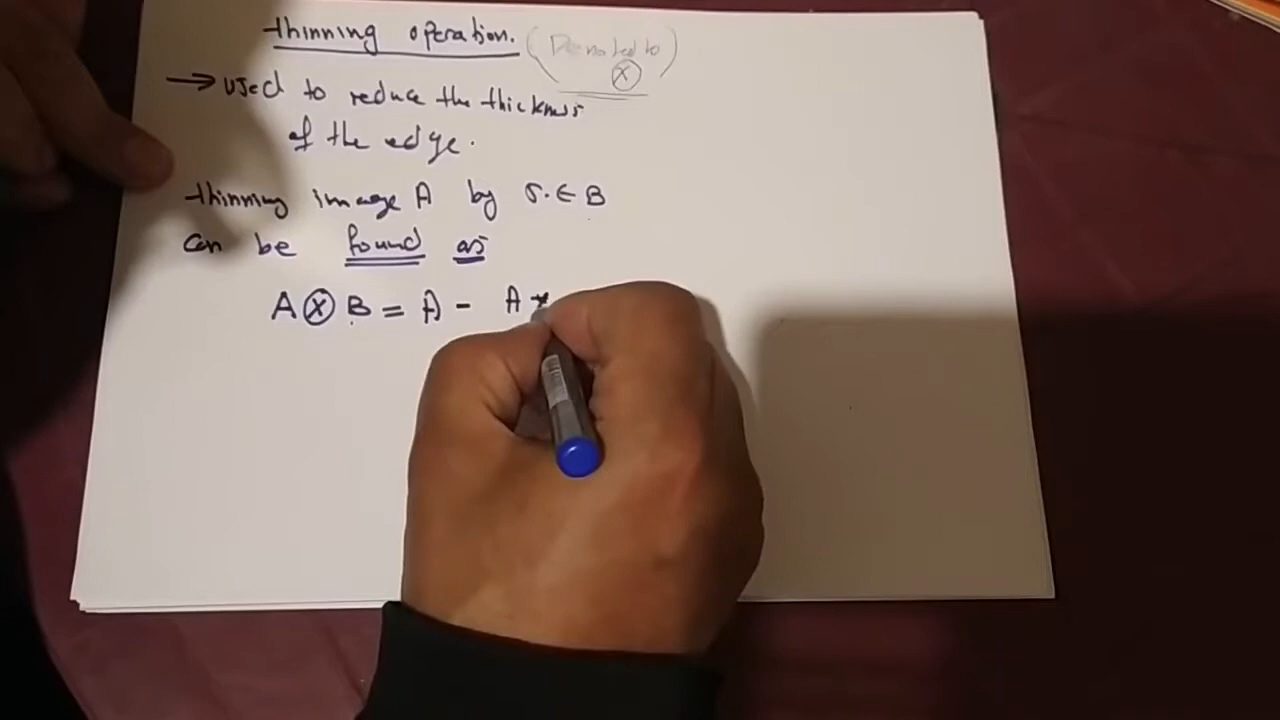 thinning operation. (Denoted to
ⓧ)
→ used to reduce the thickness
of the edge.
thinning image A by S.E B
can be found as
A ⓧ B = A - A *